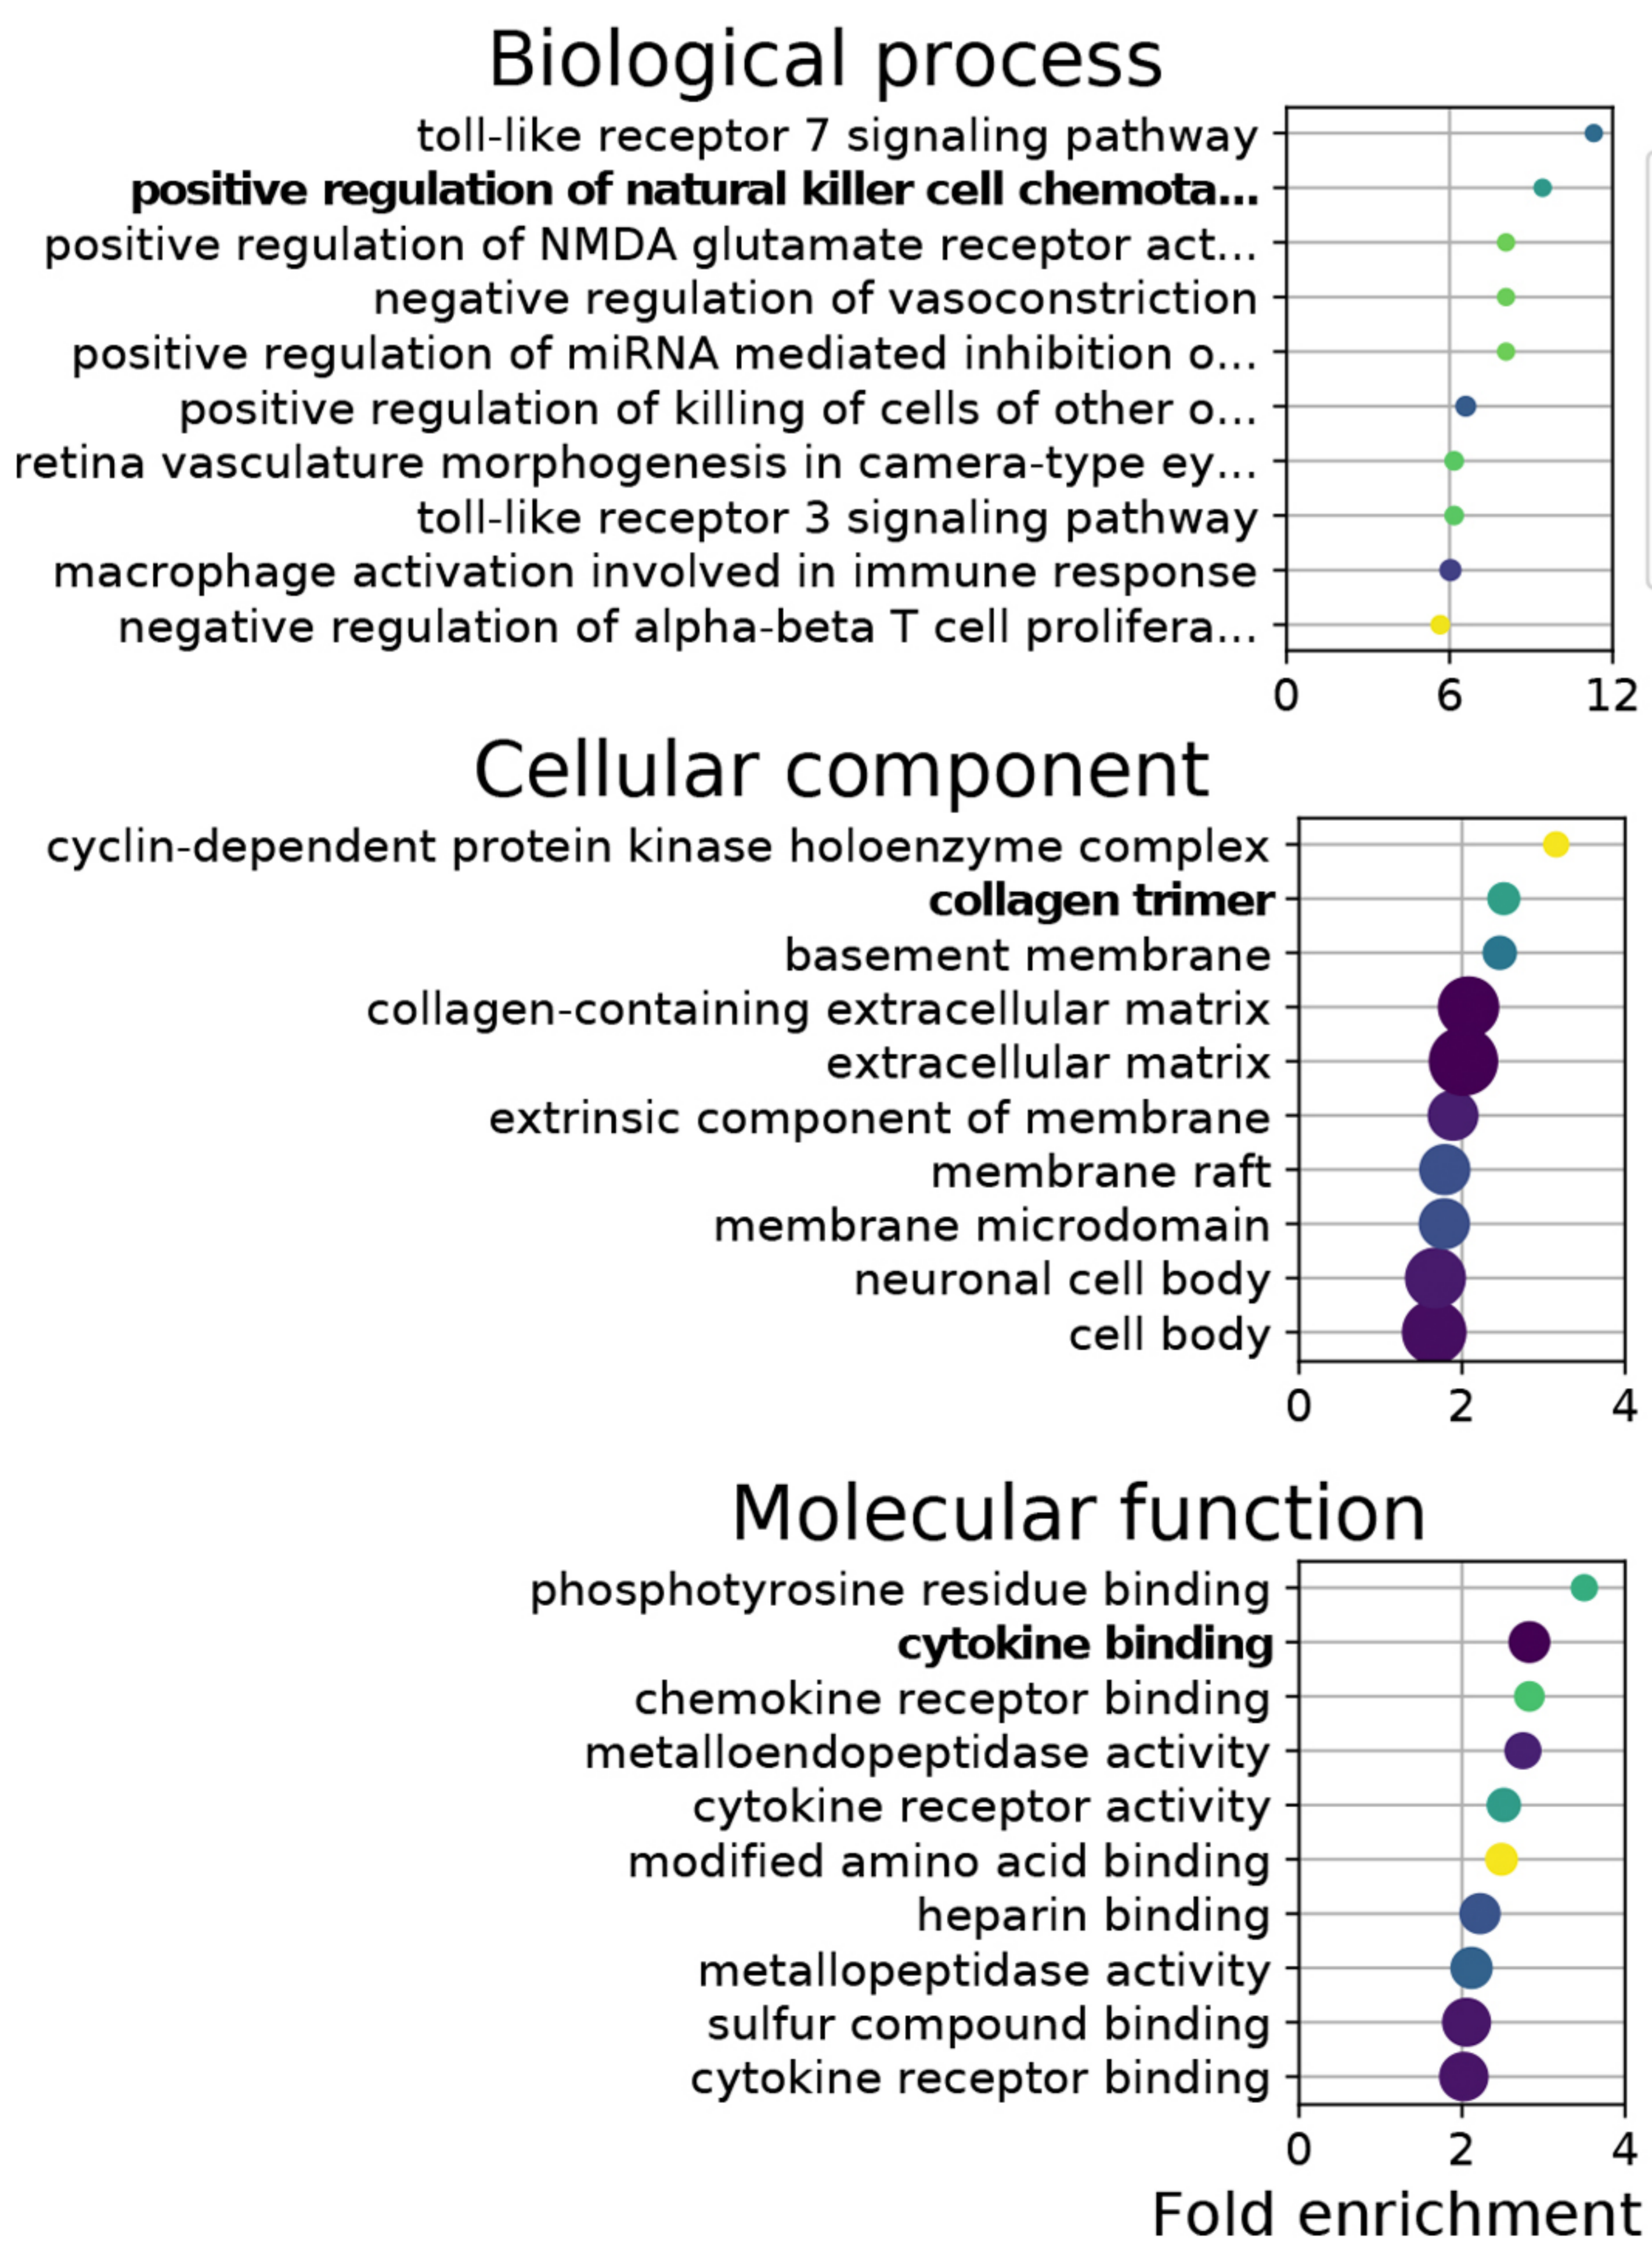 Biological process
toll-like receptor 7 signaling pathway
positive regulation of natural killer cell chemota...
positive regulation of NMDA glutamate receptor act...
negative regulation of vasoconstriction
positive regulation of miRNA mediated inhibition o...
positive regulation of killing of cells of other o...
retina vasculature morphogenesis in camera-type ey...
toll-like receptor 3 signaling pathway
macrophage activation involved in immune response
negative regulation of alpha-beta T cell prolifera...
0 6 12
Cellular component
cyclin-dependent protein kinase holoenzyme complex
collagen trimer
basement membrane
collagen-containing extracellular matrix
extracellular matrix
extrinsic component of membrane
membrane raft
membrane microdomain
neuronal cell body
cell body
0 2 4
Molecular function
phosphotyrosine residue binding
cytokine binding
chemokine receptor binding
metalloendopeptidase activity
cytokine receptor activity
modified amino acid binding
heparin binding
metallopeptidase activity
sulfur compound binding
cytokine receptor binding
0 2 4
Fold enrichment